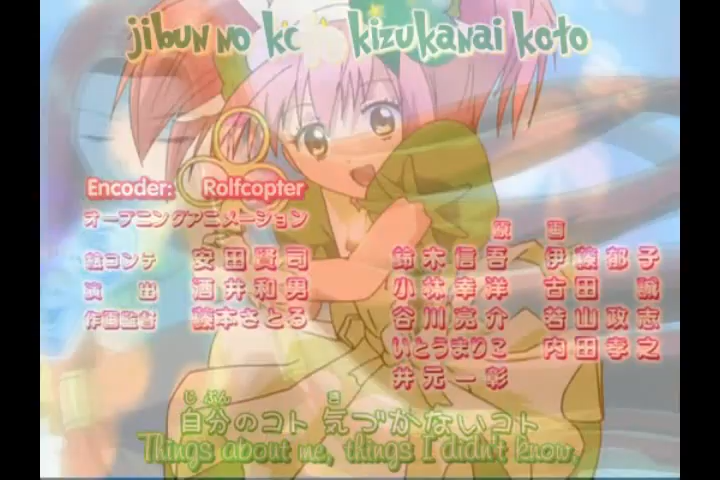 jibun no koto kizukanai koto
Encoder: Rolfcopter
オープニングアニメーション
絵コンテ 安田賢司
演出 酒井和男
作画監督 藤本さとる
原画
鈴木信吾 伊藤郁子
小林幸洋 古田誠
谷川亮介 若山政志
いとうまりこ 内田孝之
井元一彰
じぶん き
自分のコト 気づかないコト
Things about me, things I didn't know,